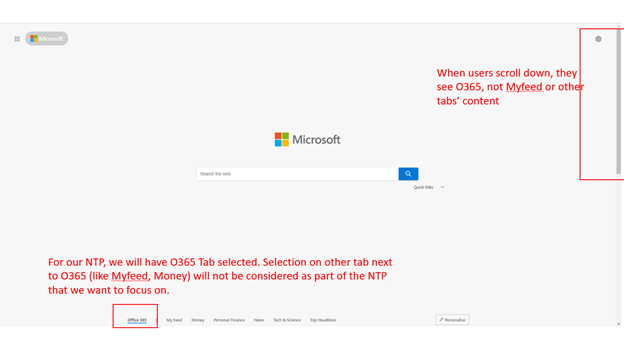 Microsoft
When users scroll down, they
see O365, not Myfeed or other
tabs' content
Microsoft
Search the web
Quick links
For our NTP, we will have O365 Tab selected. Selection on other tab next
to O365 (like Myfeed, Money) will not be considered as part of the NTP
that we want to focus on.
Office 365 My Feed Money Personal Finance News Tech & Science Top Headlines Personalise